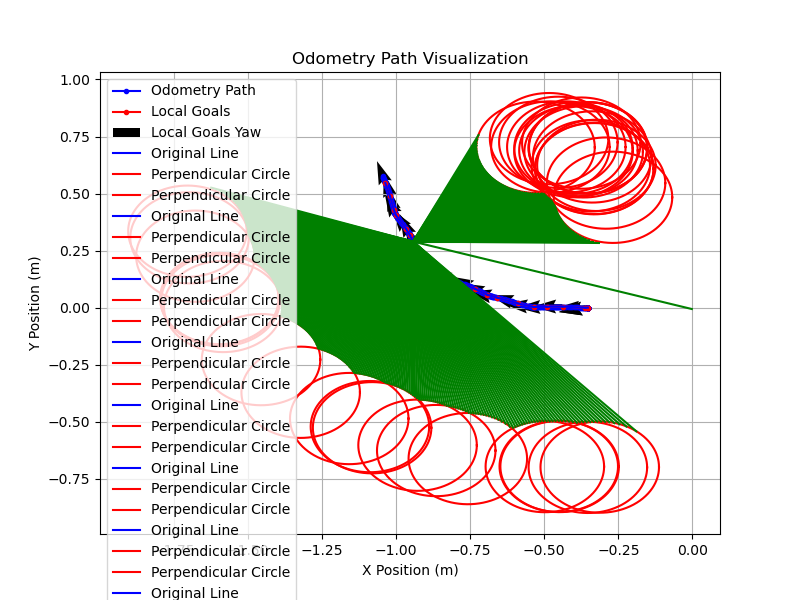 Odometry Path Visualization
1.00
0.75
0.50
0.25
0.00
−0.25
−0.50
−0.75
Y Position (m)
Odometry Path
Local Goals
Local Goals Yaw
Original Line
Perpendicular Circle
Perpendicular Circle
Original Line
Perpendicular Circle
Perpendicular Circle
Original Line
Perpendicular Circle
Perpendicular Circle
Original Line
Perpendicular Circle
Perpendicular Circle
Original Line
Perpendicular Circle
Perpendicular Circle
Original Line
Perpendicular Circle
Perpendicular Circle
Original Line
Perpendicular Circle
Perpendicular Circle
Original Line
−1.25 −1.00 −0.75 −0.50 −0.25 0.00
X Position (m)